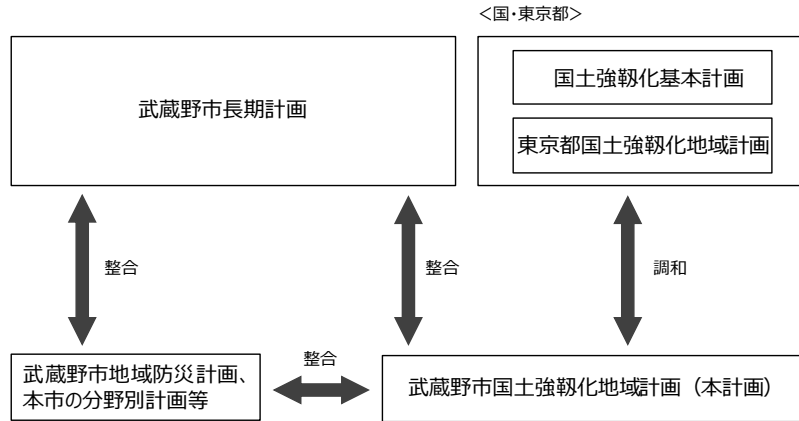 <国・東京都>
武蔵野市長期計画
国土強靱化基本計画
東京都国土強靱化地域計画
整合
整合
調和
武蔵野市地域防災計画、
本市の分野別計画等
整合
武蔵野市国土強靱化地域計画（本計画）